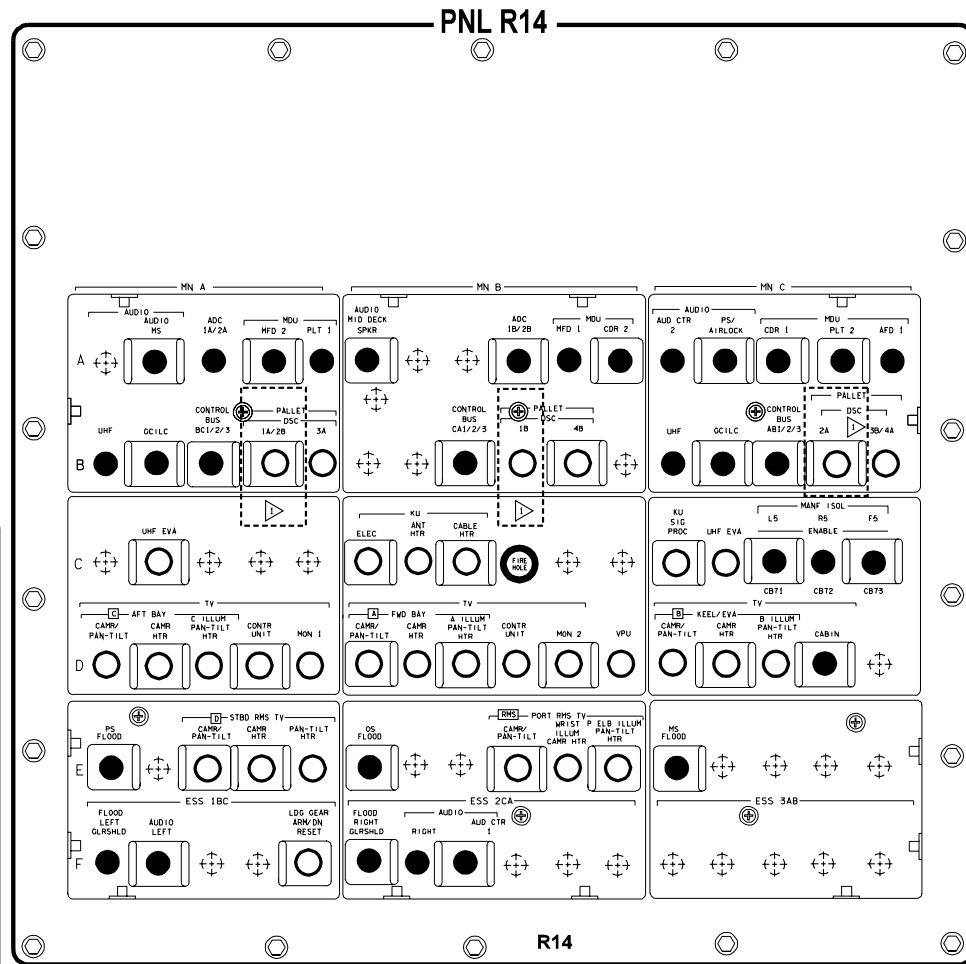 PNL R14
MN A
AUDIO
AUDIO MS
ADC 1A/2A
MDU
MFD 2
PLT 1
MN B
AUDIO
MID DECK SPKR
ADC 1B/2B
MDU
MFD 1
CDR 2
MN C
AUDIO
AUD CTR 2
PS/ AIRLOCK
MDU
CDR 1
PLT 2
AFD 1
A
UHF
GCILC
CONTROL BUS BC1/2/3
PALLET
DSC
1A/2B
3A
CONTROL BUS CA1/2/3
PALLET
DSC
1B
4B
UHF
GCILC
CONTROL BUS AB1/2/3
PALLET
DSC
2A
1
3B/4A
B
1
1
UHF EVA
KU
ELEC
ANT HTR
CABLE HTR
FIRE HOLE
KU SIG PROC
UHF EVA
MANF ISOL
L5
R5
F5
ENABLE
CB71
CB72
CB73
C
TV
C AFT BAY
CAMR/ PAN-TILT
CAMR HTR
C ILLUM PAN-TILT HTR
CONTR UNIT
MON 1
TV
A FWD BAY
CAMR/ PAN-TILT
CAMR HTR
A ILLUM PAN-TILT HTR
CONTR UNIT
MON 2
VPU
TV
B KEEL/EVA
CAMR/ PAN-TILT
CAMR HTR
B ILLUM PAN-TILT HTR
CABIN
D
PS FLOOD
D STBD RMS TV
CAMR/ PAN-TILT
CAMR HTR
PAN-TILT HTR
OS FLOOD
RMS PORT RMS TV
CAMR/ PAN-TILT
WRIST ILLUM CAMR HTR
P ELB ILLUM PAN-TILT HTR
MS FLOOD
E
ESS 1BC
FLOOD LEFT GLRSHLD
AUDIO LEFT
LDG GEAR ARM/DN RESET
ESS 2CA
FLOOD RIGHT GLRSHLD
AUDIO
RIGHT
AUD CTR 1
ESS 3AB
F
R14